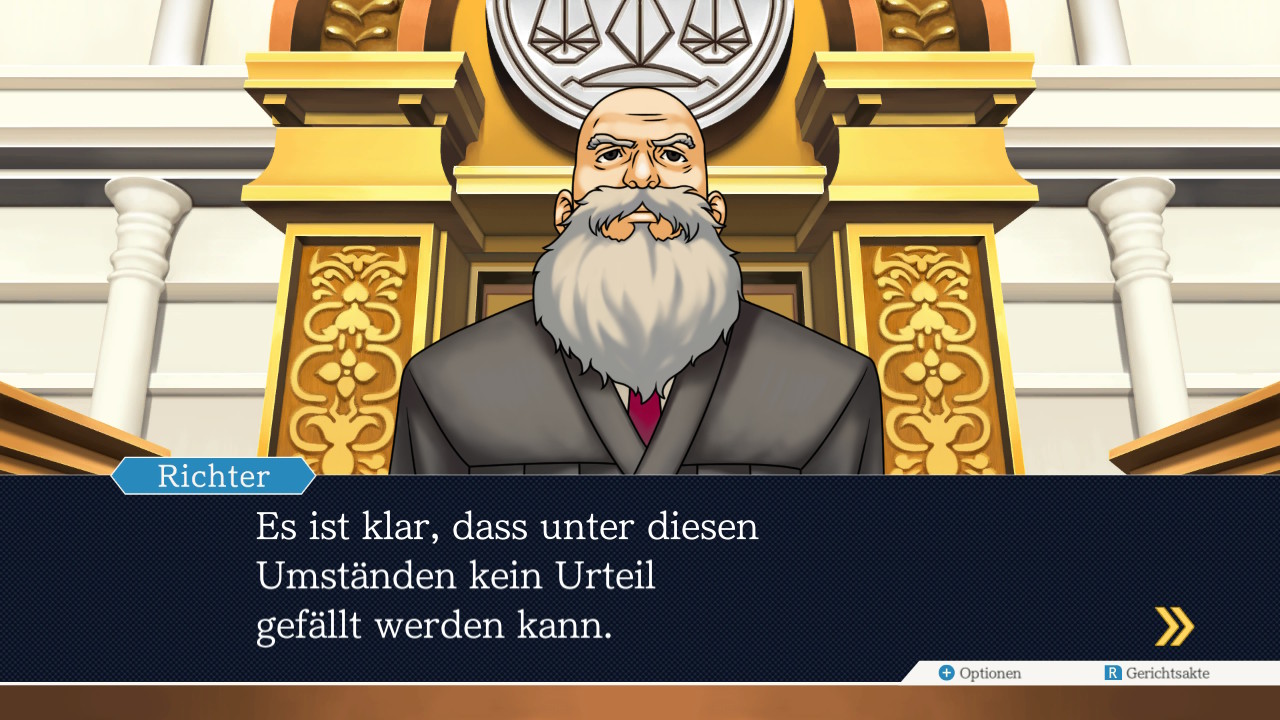 Richter
Es ist klar, dass unter diesen
Umständen kein Urteil
gefällt werden kann.
Optionen
R Gerichtsakte